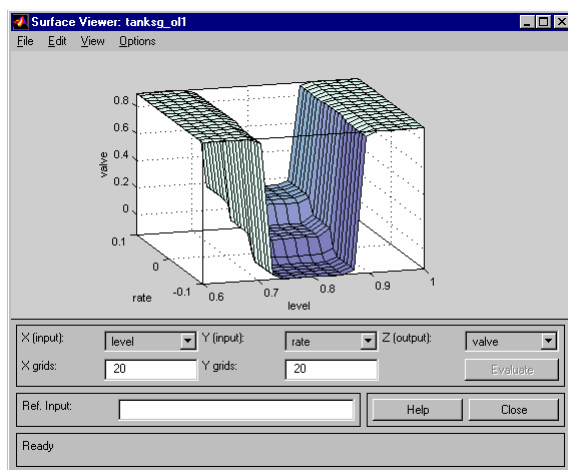 Surface Viewer: tanksg_ol1
File Edit View Options
0.8
0.6
0.4
0.2
0
valve
0.1
0
-0.1
rate
0.6 0.7 0.8 0.9 1
level
X (input): level Y (input): rate Z (output): valve
X grids: 20 Y grids: 20 Evaluate
Ref. Input: Help Close
Ready